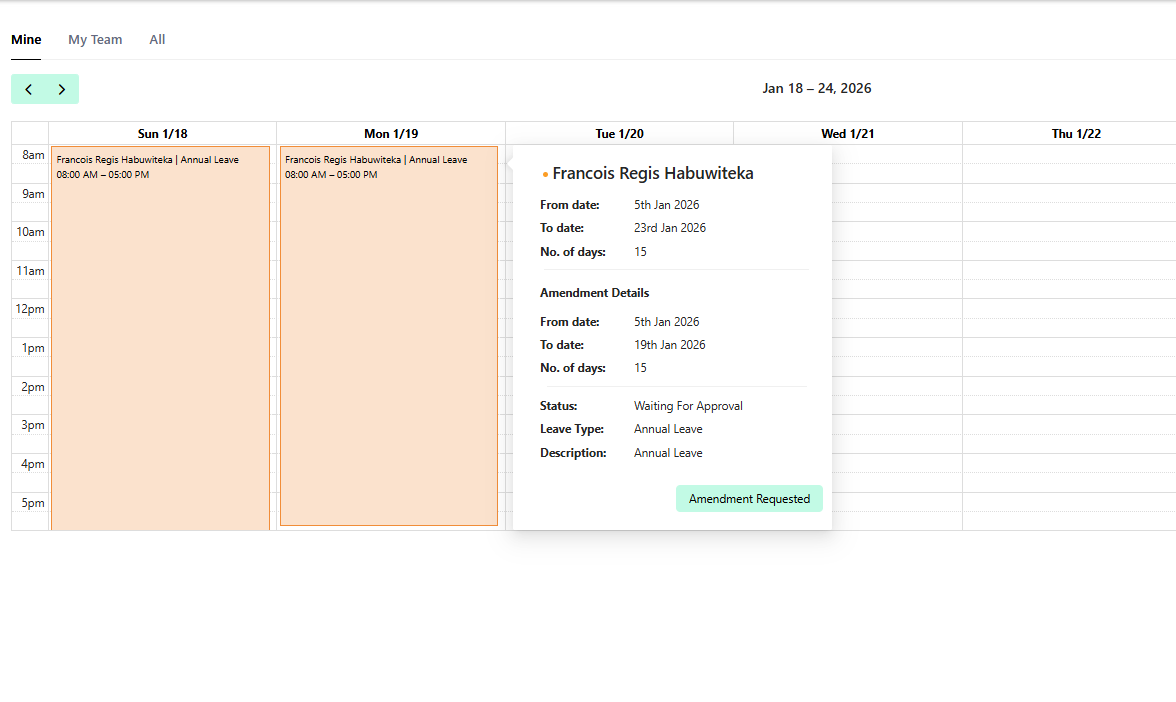 Mine My Team All
Jan 18 – 24, 2026
Sun 1/18 Mon 1/19 Tue 1/20 Wed 1/21 Thu 1/22
8am
Francois Regis Habuwiteka | Annual Leave
08:00 AM – 05:00 PM
Francois Regis Habuwiteka | Annual Leave
08:00 AM – 05:00 PM
9am
10am
11am
12pm
1pm
2pm
3pm
4pm
5pm
Francois Regis Habuwiteka
From date: 5th Jan 2026
To date: 23rd Jan 2026
No. of days: 15
Amendment Details
From date: 5th Jan 2026
To date: 19th Jan 2026
No. of days: 15
Status: Waiting For Approval
Leave Type: Annual Leave
Description: Annual Leave
Amendment Requested